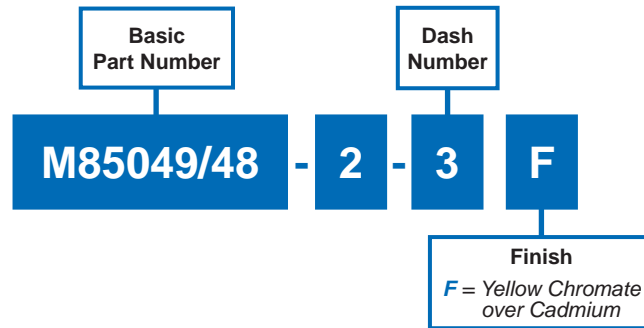 Basic
Part Number
Dash
Number
M85049/48 - 2 - 3 F
Finish
F = Yellow Chromate
over Cadmium